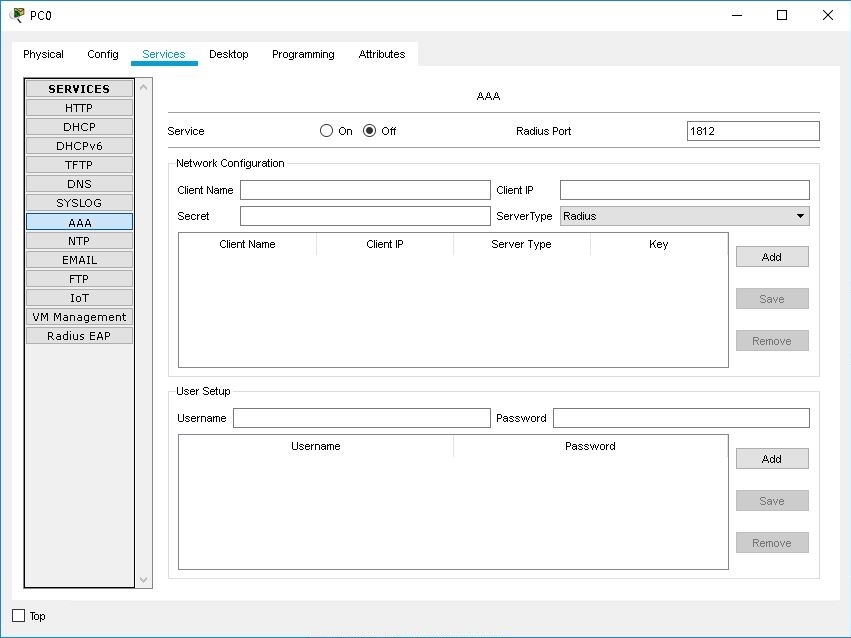 PC0
Physical Config Services Desktop Programming Attributes
SERVICES
HTTP
DHCP
DHCPv6
TFTP
DNS
SYSLOG
AAA
NTP
EMAIL
FTP
IoT
VM Management
Radius EAP
AAA
Service On Off Radius Port 1812
Network Configuration
Client Name Client IP
Secret ServerType Radius
Client Name Client IP Server Type Key
Add
Save
Remove
User Setup
Username Password
Username Password
Add
Save
Remove
Top